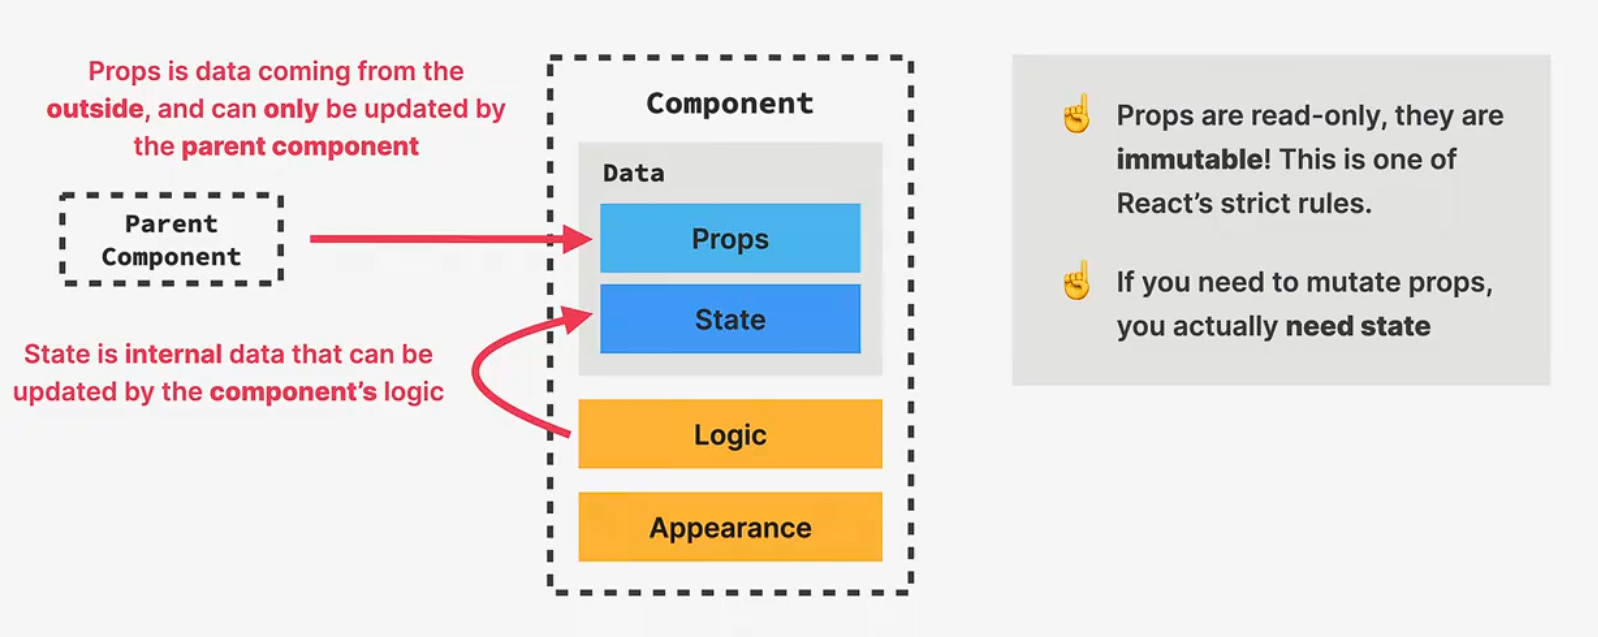 Props is data coming from the
outside, and can only be updated by
the parent component
Parent
Component
State is internal data that can be
updated by the component’s logic
Component
Data
Props
State
Logic
Appearance
Props are read-only, they are
immutable! This is one of
React’s strict rules.
If you need to mutate props,
you actually need state